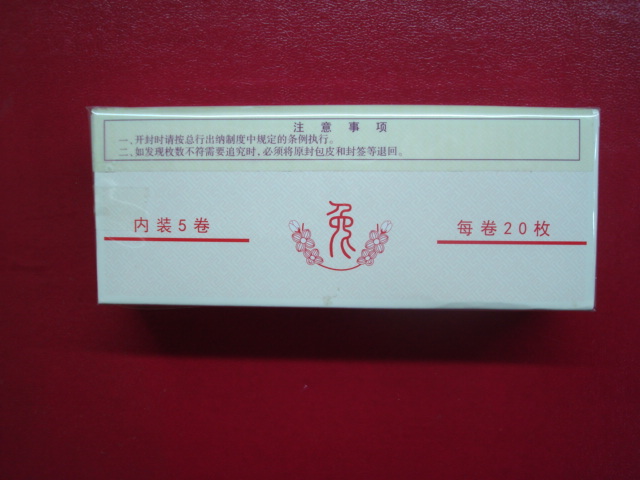 注意事项
一、开封时请按总行出纳制度中规定的条例执行。
二、如发现枚数不符需要追究时,必须将原封包皮和封签等退回。
内装5卷
兔
每卷20枚